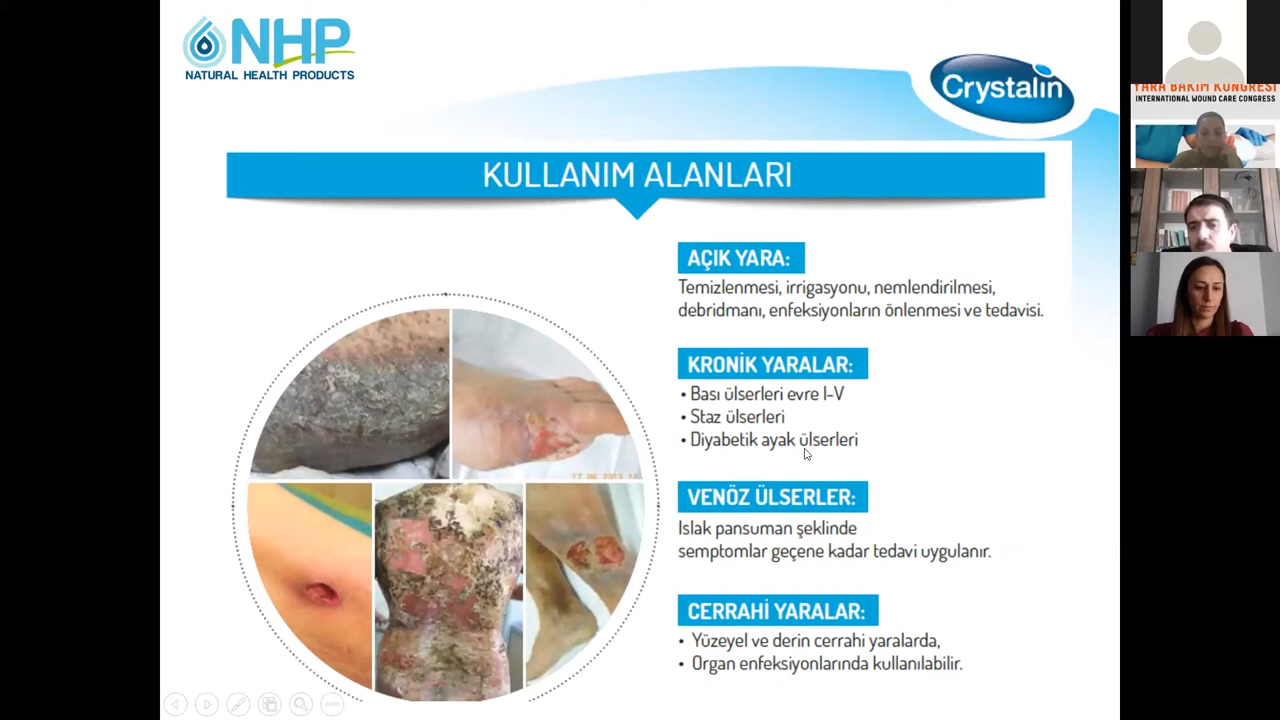 NHP
NATURAL HEALTH PRODUCTS
Crystalin
YARA BAKIM KONGRESİ
INTERNATIONAL WOUND CARE CONGRESS
KULLANIM ALANLARI
AÇIK YARA:
Temizlenmesi, irrigasyonu, nemlendirilmesi,
debridmanı, enfeksiyonların önlenmesi ve tedavisi.
KRONİK YARALAR:
• Bası ülserleri evre I-V
• Staz ülserleri
• Diyabetik ayak ülserleri
VENÖZ ÜLSERLER:
Islak pansuman şeklinde
semptomlar geçene kadar tedavi uygulanır.
CERRAHİ YARALAR:
• Yüzeyel ve derin cerrahi yaralarda,
• Organ enfeksiyonlarında kullanılabilir.